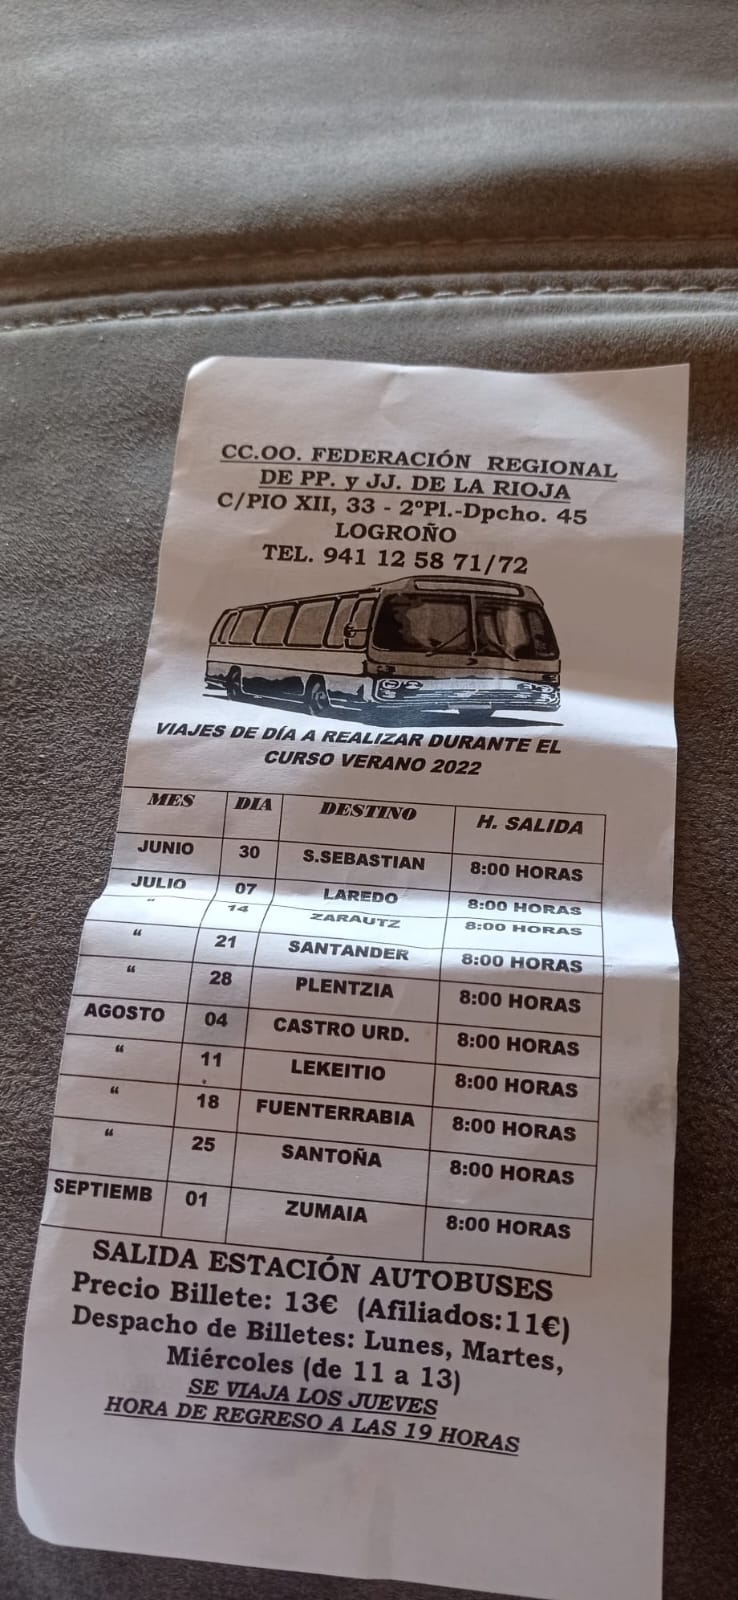 CC.OO. FEDERACIÓN REGIONAL
DE PP. y JJ. DE LA RIOJA
C/PIO XII, 33 - 2ºPl.-Dpcho. 45
LOGROÑO
TEL. 941 12 58 71/72
VIAJES DE DÍA A REALIZAR DURANTE EL
CURSO VERANO 2022
MES DIA DESTINO H. SALIDA
JUNIO 30 S.SEBASTIAN 8:00 HORAS
JULIO 07 LAREDO 8:00 HORAS
“ 14 ZARAUTZ 8:00 HORAS
“ 21 SANTANDER 8:00 HORAS
“ 28 PLENTZIA 8:00 HORAS
AGOSTO 04 CASTRO URD. 8:00 HORAS
“ 11 LEKEITIO 8:00 HORAS
“ 18 FUENTERRABIA 8:00 HORAS
“ 25 SANTOÑA 8:00 HORAS
SEPTIEMB 01 ZUMAIA 8:00 HORAS
SALIDA ESTACIÓN AUTOBUSES
Precio Billete: 13€ (Afiliados:11€)
Despacho de Billetes: Lunes, Martes,
Miércoles (de 11 a 13)
SE VIAJA LOS JUEVES
HORA DE REGRESO A LAS 19 HORAS